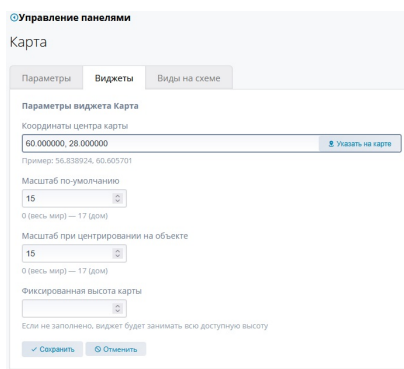 Управление панелями
Карта
Параметры Виджеты Виды на схеме
Параметры виджета Карта
Координаты центра карты
60.000000, 28.000000 Указать на карте
Пример: 56.838924, 60.605701
Масштаб по-умолчанию
15
0 (весь мир) — 17 (дом)
Масштаб при центрировании на объекте
15
0 (весь мир) — 17 (дом)
Фиксированная высота карты
Если не заполнено, виджет будет занимать всю доступную высоту
Сохранить Отменить